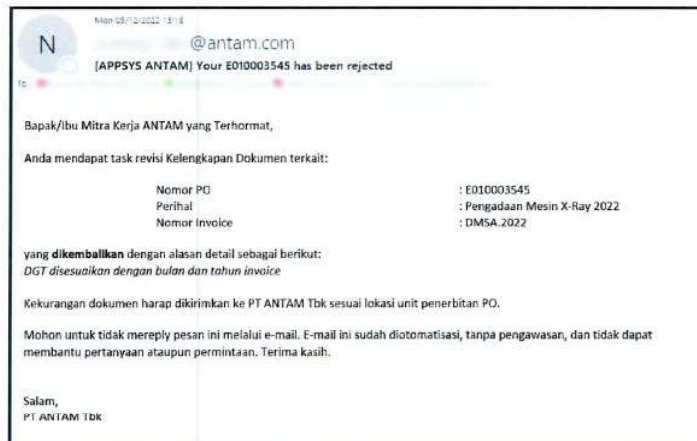 N
@antam.com
[APPSYS ANTAM] Your E010003545 has been rejected
To
Bapak/Ibu Mitra Kerja ANTAM yang Terhormat,
Anda mendapat task revisi Kelengkapan Dokumen terkait:
Nomor PO : E010003545
Perihal : Pengadaan Mesin X-Ray 2022
Nomor Invoice : DMSA.2022
yang dikembalikan dengan alasan detail sebagai berikut:
DGT disesuaikan dengan bulan dan tahun invoice
Kekurangan dokumen harap dikirimkan ke PT ANTAM Tbk sesuai lokasi unit penerbitan PO.
Mohon untuk tidak mereply pesan ini melalui e-mail. E-mail ini sudah diotomatisasi, tanpa pengawasan, dan tidak dapat
membantu pertanyaan ataupun permintaan. Terima kasih.
Salam,
PT ANTAM Tbk